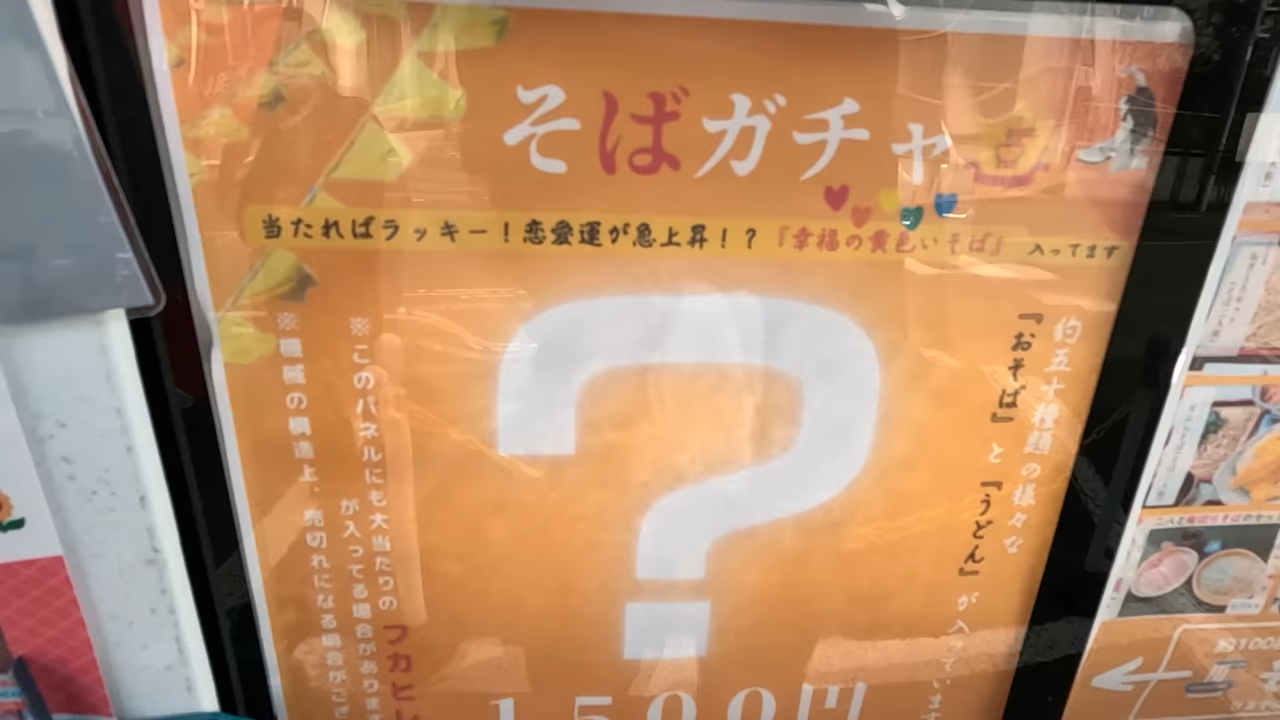 そばガチャ
当たればラッキー！恋愛運が急上昇！？『幸福の黄色いそば』入ってます
約五十種類の様々な
『おそば』と『うどん』が入っています
※このパネルにも大当たりのフカヒレ
が入ってる場合があります
※機械の構造上、売切れになる場合がござ
1500円
約100